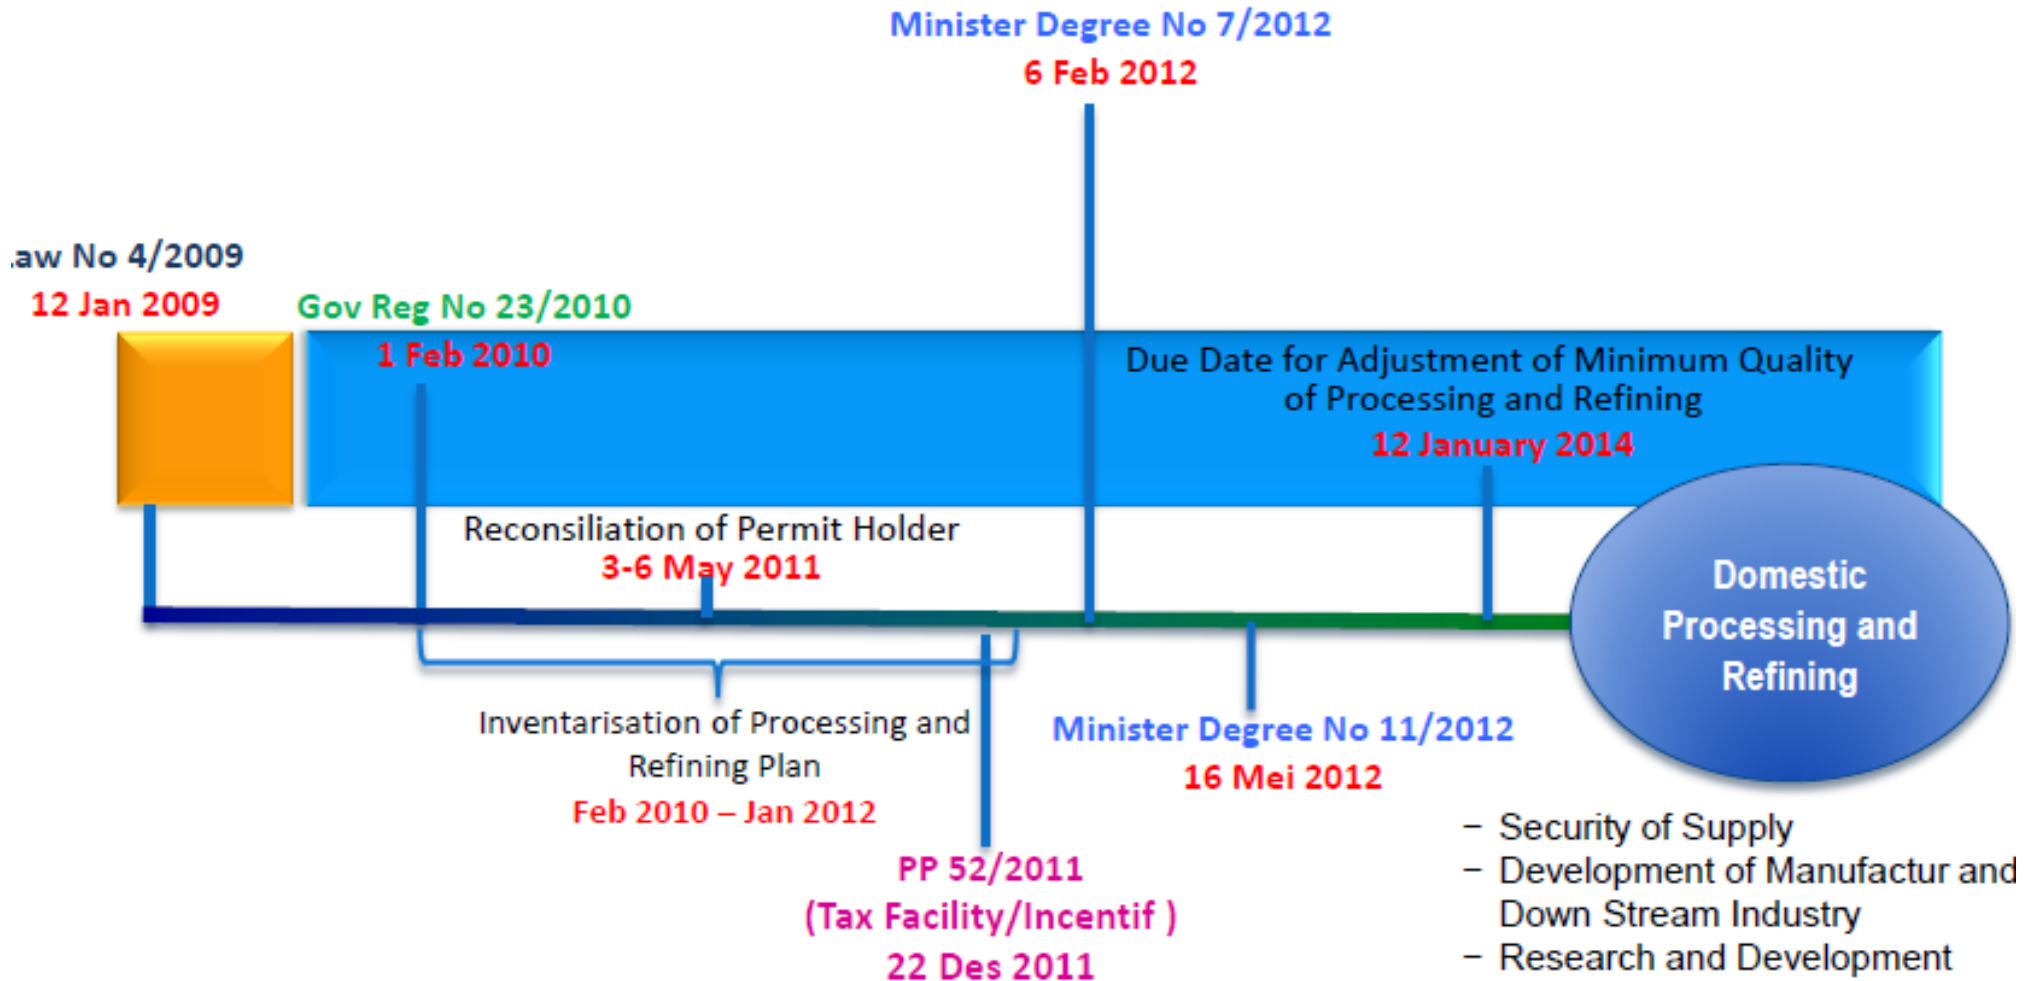 Minister Degree No 7/2012
6 Feb 2012
aw No 4/2009
12 Jan 2009
Gov Reg No 23/2010
1 Feb 2010
Due Date for Adjustment of Minimum Quality
of Processing and Refining
12 January 2014
Reconsiliation of Permit Holder
3-6 May 2011
Domestic
Processing and
Refining
Inventarisation of Processing and
Refining Plan
Feb 2010 – Jan 2012
Minister Degree No 11/2012
16 Mei 2012
PP 52/2011
(Tax Facility/Incentif )
22 Des 2011
– Security of Supply
– Development of Manufactur and
Down Stream Industry
– Research and Development